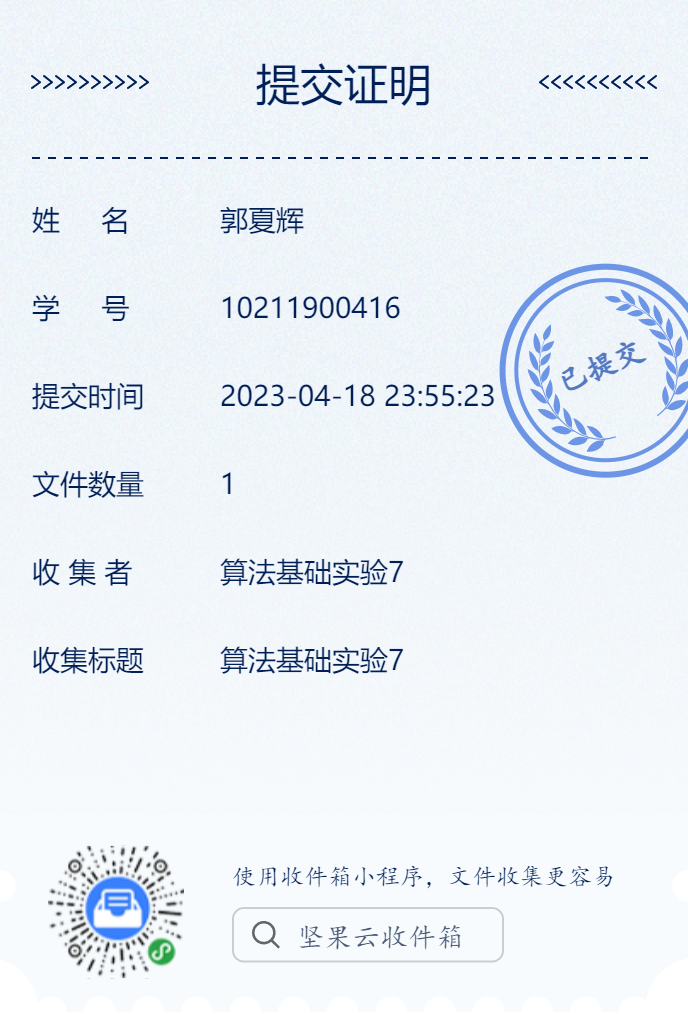 >>>>>>>>>> 提交证明 <<<<<<<<<<
姓 名 郭夏辉
学 号 10211900416
提交时间 2023-04-18 23:55:23
已提交
文件数量 1
收 集 者 算法基础实验7
收集标题 算法基础实验7
使用收件箱小程序，文件收集更容易
坚果云收件箱